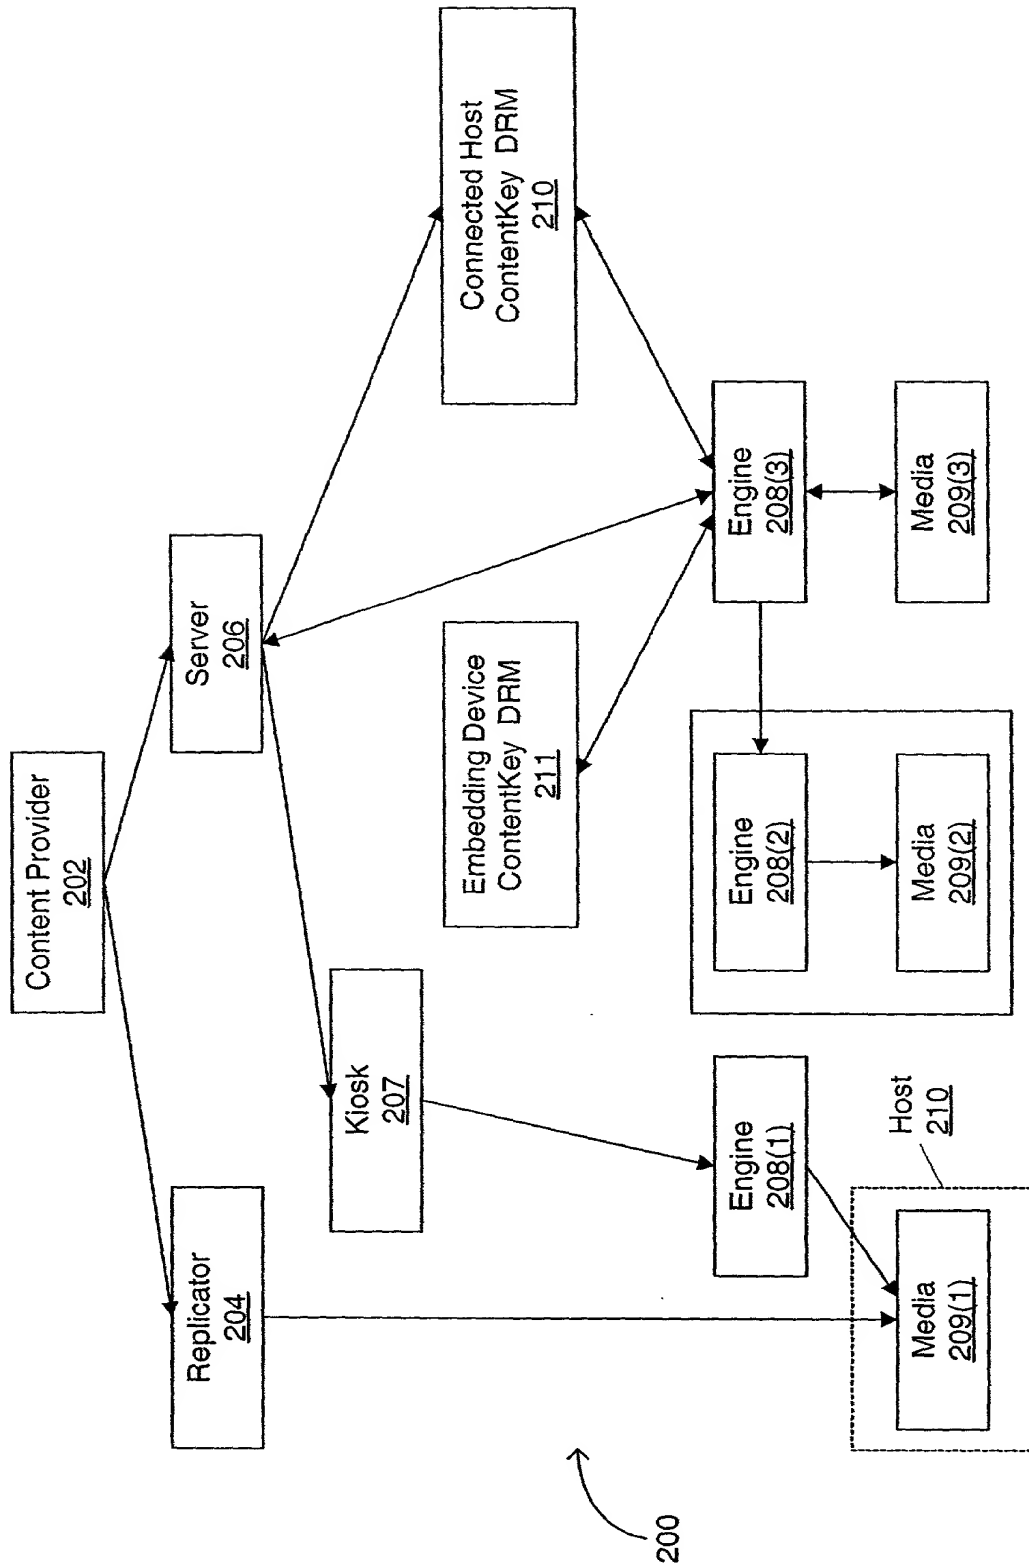 Content Provider
202
Replicator
204
Server
206
Kiosk
207
Connected Host
ContentKey DRM
210
Embedding Device
ContentKey DRM
211
Engine
208(1)
Engine
208(2)
Engine
208(3)
Host
210
Media
209(1)
Media
209(2)
Media
209(3)
200